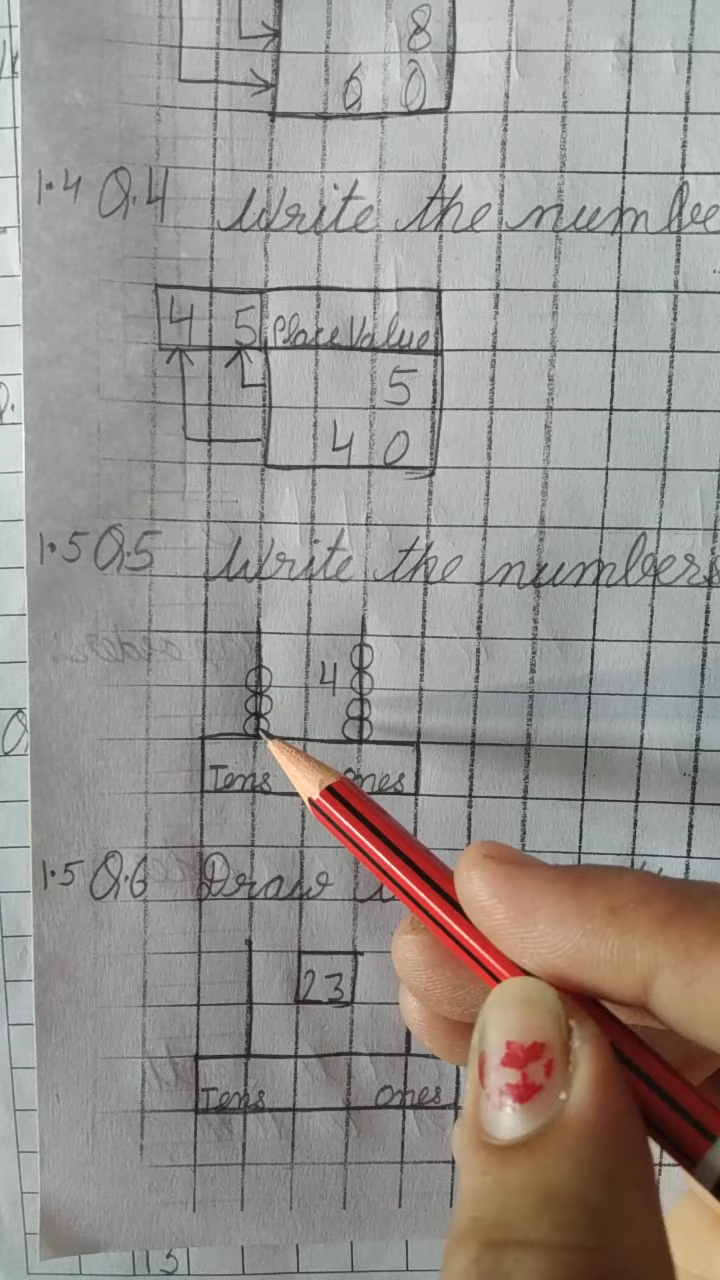 8
6 0
1.4 Q.4 Write the numbe
4 5 Place Value
5
4 0
1.5 Q.5 Write the numbers
4
Tens Ones
1.5 Q.6 Draw
23
Tens Ones